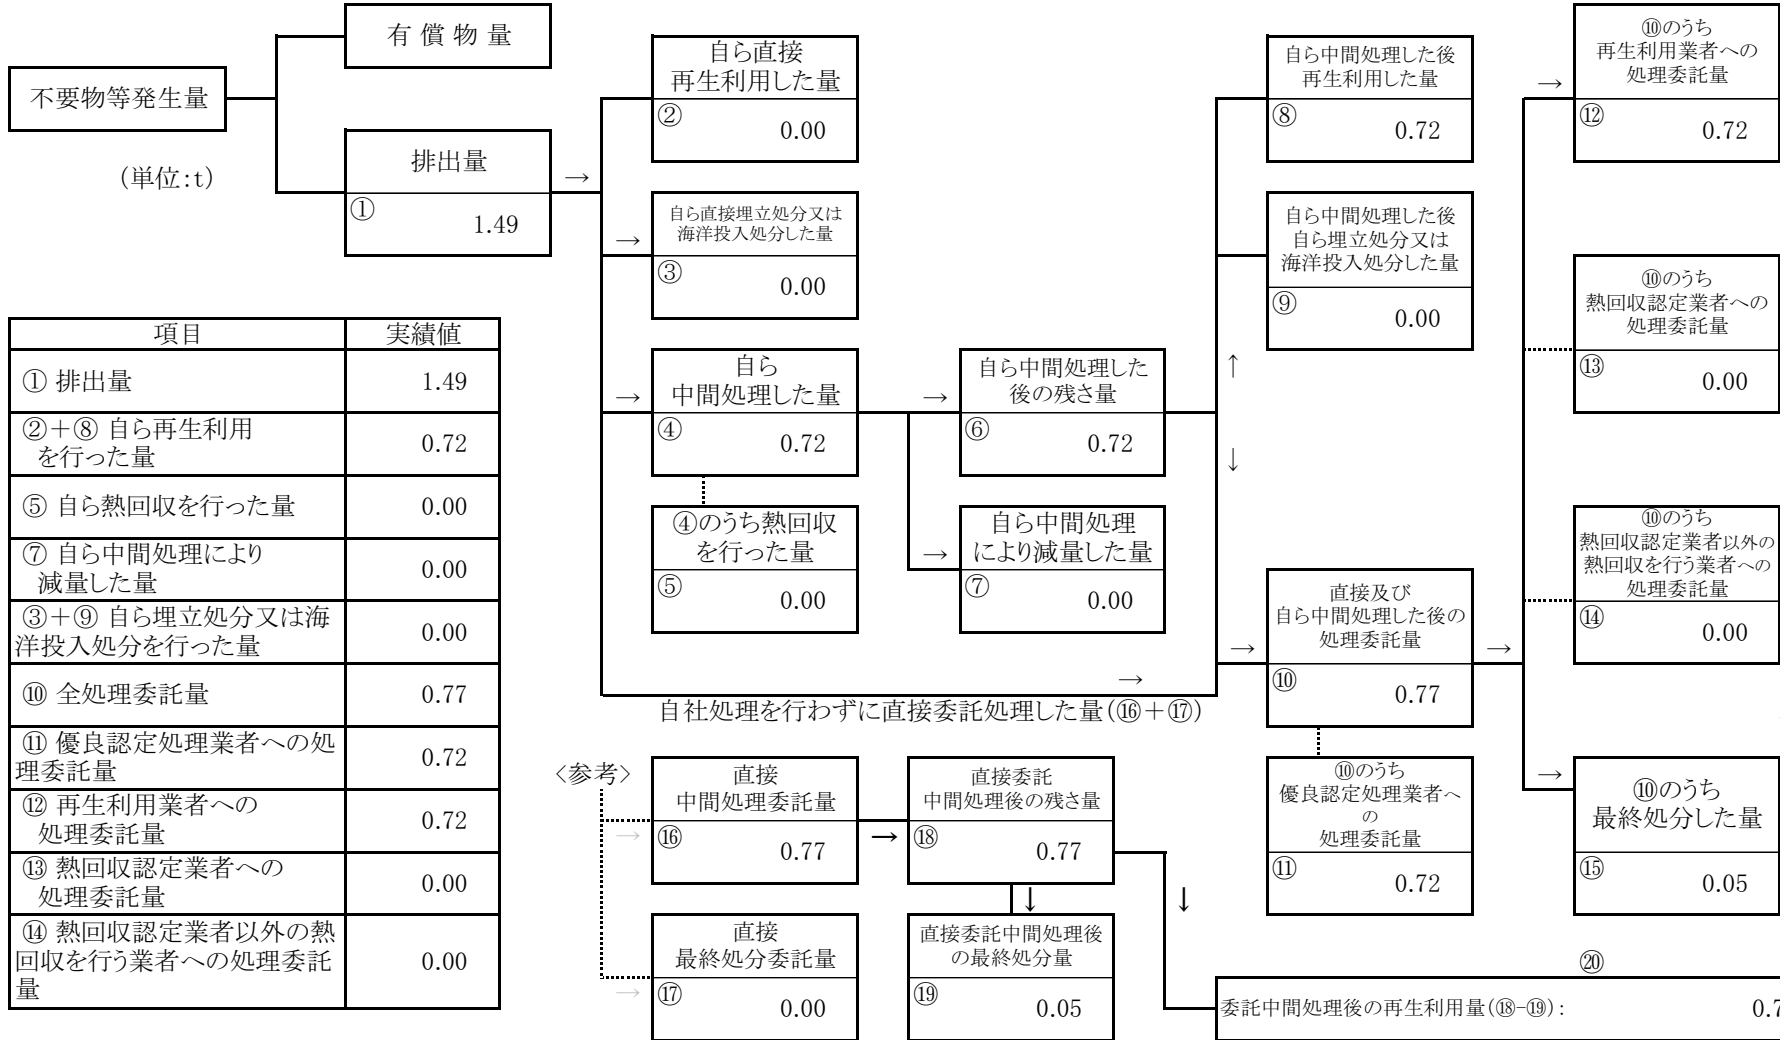 有 償 物 量
不要物等発生量
(単位:t)
排出量
①
1.49
→
自ら直接
再生利用した量
②
0.00
→
自ら直接埋立処分又は
海洋投入処分した量
③
0.00
→
自ら
中間処理した量
④
0.72
④のうち熱回収
を行った量
⑤
0.00
→
自ら中間処理した
後の残さ量
⑥
0.72
→
自ら中間処理
により減量した量
⑦
0.00
↑
↓
自ら中間処理した後
再生利用した量
⑧
0.72
自ら中間処理した後
自ら埋立処分又は
海洋投入処分した量
⑨
0.00
→
直接及び
自ら中間処理した後の
処理委託量
⑩
0.77
→
⑩のうち
優良認定処理業者へ
の
処理委託量
⑪
0.72
→
⑩のうち
再生利用業者への
処理委託量
⑫
0.72
⑩のうち
熱回収認定業者への
処理委託量
⑬
0.00
⑩のうち
熱回収認定業者以外の
熱回収を行う業者への
処理委託量
⑭
0.00
→
⑩のうち
最終処分した量
⑮
0.05
→
自社処理を行わずに直接委託処理した量(⑯+⑰)
項目 実績値
① 排出量 1.49
②+⑧ 自ら再生利用
を行った量 0.72
⑤ 自ら熱回収を行った量 0.00
⑦ 自ら中間処理により
減量した量 0.00
③+⑨ 自ら埋立処分又は海
洋投入処分を行った量 0.00
⑩ 全処理委託量 0.77
⑪ 優良認定処理業者への処
理委託量 0.72
⑫ 再生利用業者への
処理委託量 0.72
⑬ 熱回収認定業者への
処理委託量 0.00
⑭ 熱回収認定業者以外の熱
回収を行う業者への処理委託
量 0.00
〈参考〉
→
直接
中間処理委託量
⑯
0.77
→
直接
最終処分委託量
⑰
0.00
→
直接委託
中間処理後の残さ量
⑱
0.77
↓
直接委託中間処理後
の最終処分量
⑲
0.05
↓
⑳
委託中間処理後の再生利用量(⑱-⑲):